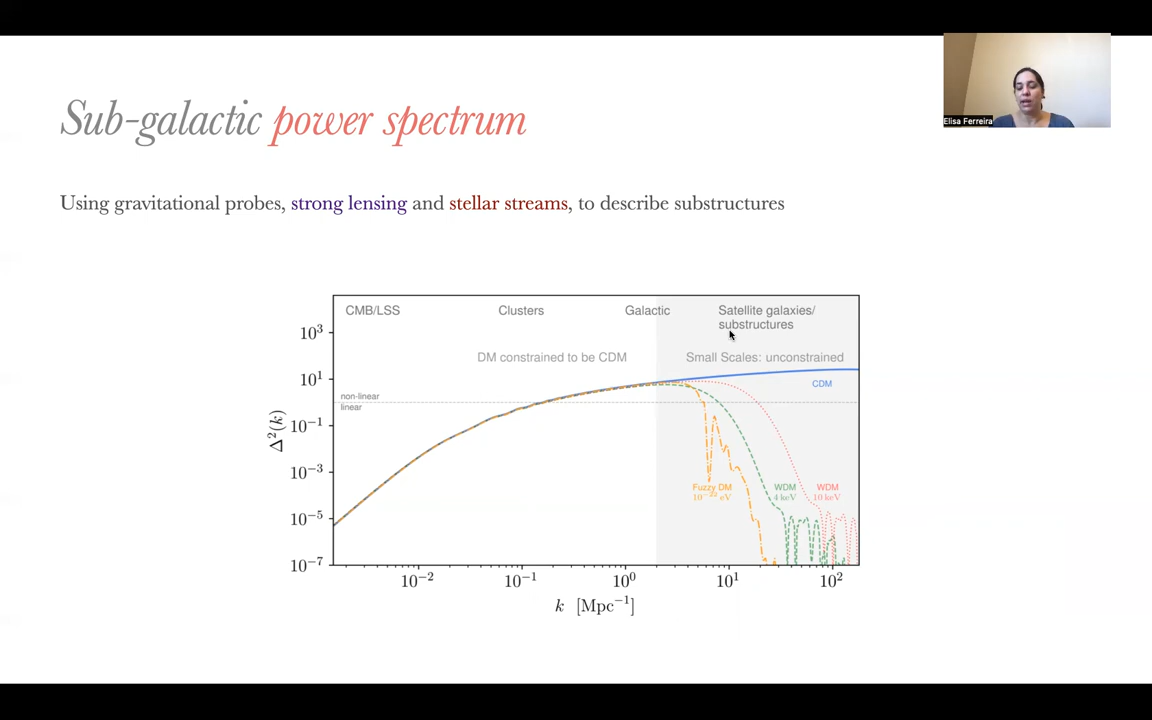 Sub-galactic power spectrum
Elisa Ferreira
Using gravitational probes, strong lensing and stellar streams, to describe substructures
CMB/LSS
Clusters
Galactic
Satellite galaxies/
substructures
DM constrained to be CDM
Small Scales: unconstrained
CDM
non-linear
linear
Fuzzy DM
10⁻²² eV
WDM
4 keV
WDM
10 keV
10³
10¹
10⁻¹
10⁻³
10⁻⁵
10⁻⁷
Δ²(k)
10⁻²
10⁻¹
10⁰
10¹
10²
k [Mpc⁻¹]